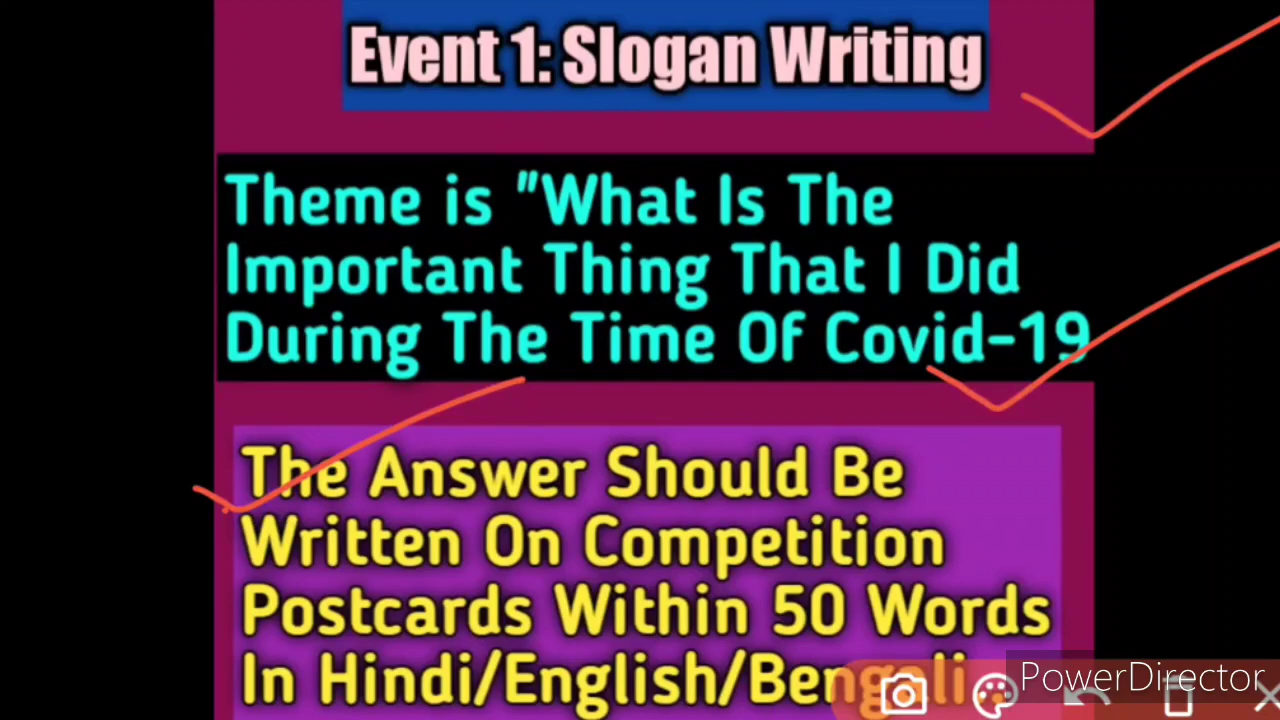 Event 1: Slogan Writing
Theme is "What Is The
Important Thing That I Did
During The Time Of Covid-19
The Answer Should Be
Written On Competition
Postcards Within 50 Words
In Hindi/English/Bengali
PowerDirector